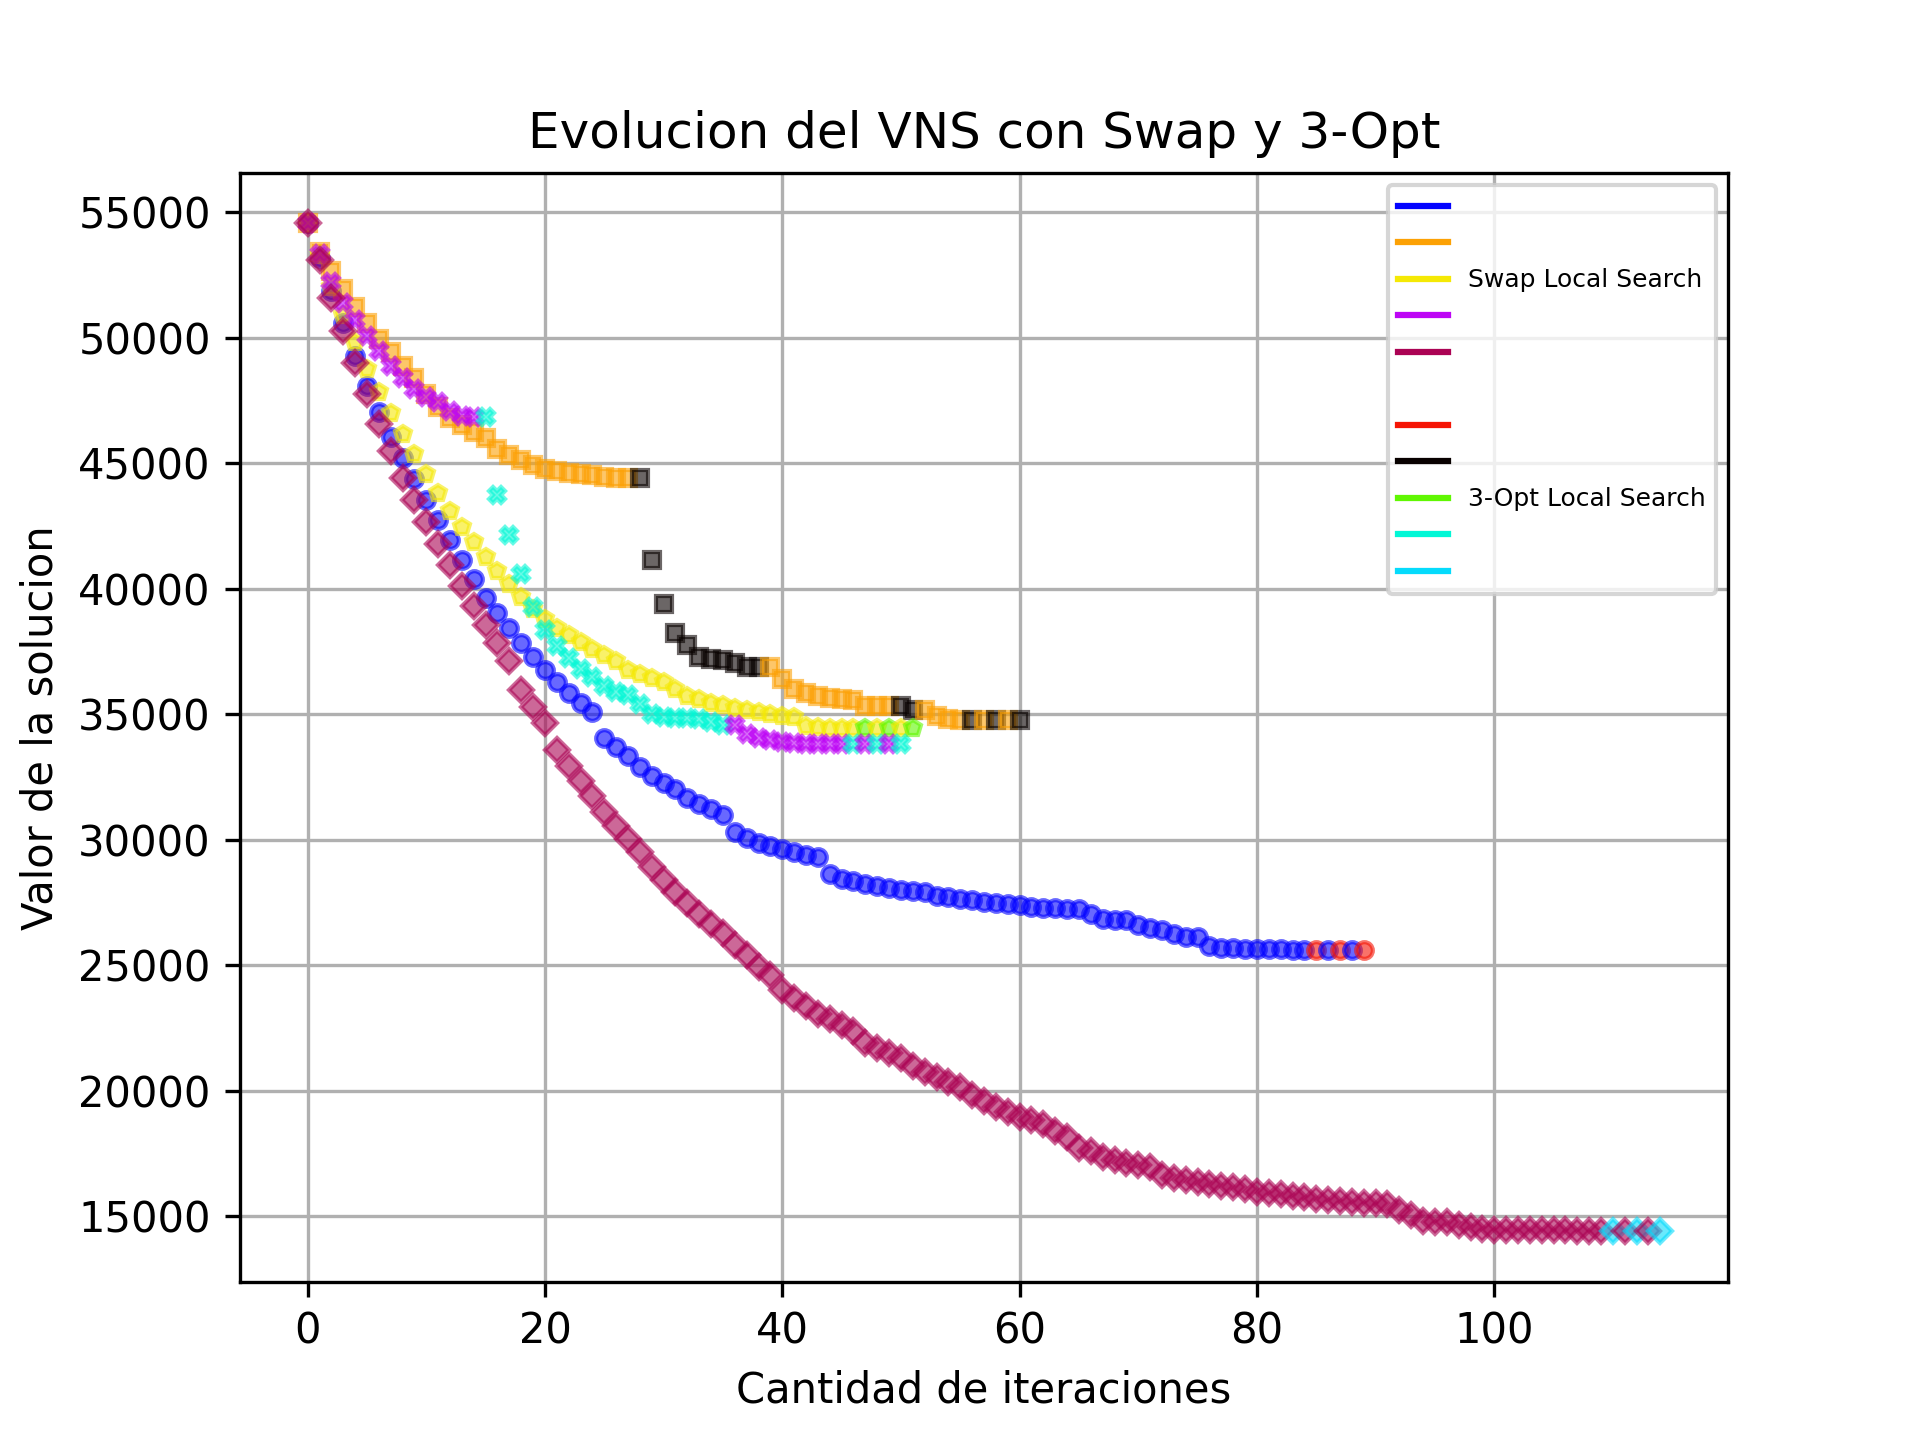 Evolucion del VNS con Swap y 3-Opt
55000
50000
45000
40000
35000
30000
25000
20000
15000
Valor de la solucion
Swap Local Search
3-Opt Local Search
0 20 40 60 80 100
Cantidad de iteraciones